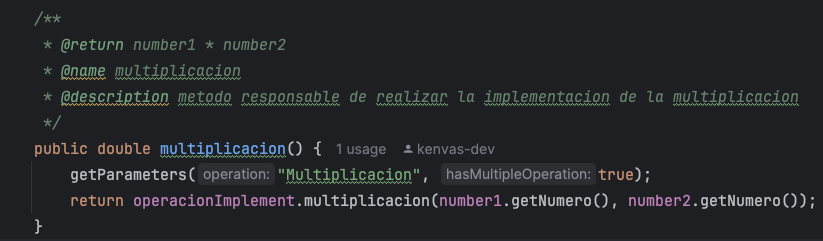 /**
* @return number1 * number2
* @name multiplicacion
* @description metodo responsable de realizar la implementacion de la multiplicacion
*/
public double multiplicacion() { 1 usage kenvas-dev
getParameters( operation: "Multiplicacion", hasMultipleOperation: true);
return operacionImplement.multiplicacion(number1.getNumero(), number2.getNumero());
}